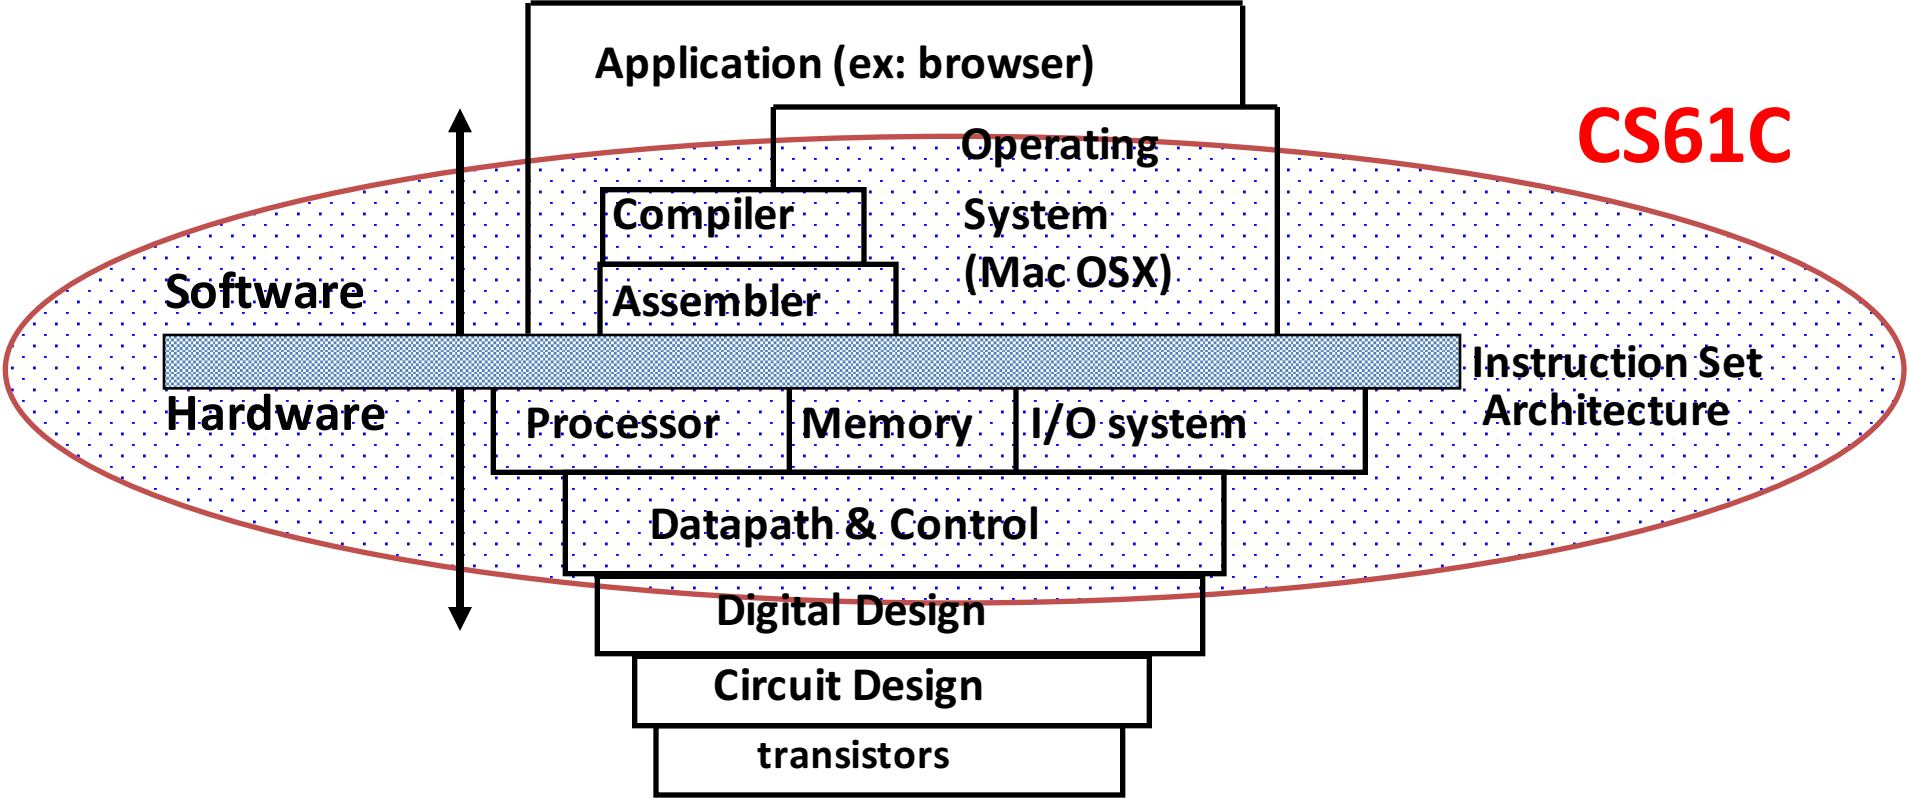 Application (ex: browser)
CS61C
Operating
System
(Mac OSX)
Compiler
Assembler
Software
Instruction Set
Architecture
Hardware
Processor
Memory
I/O system
Datapath & Control
Digital Design
Circuit Design
transistors